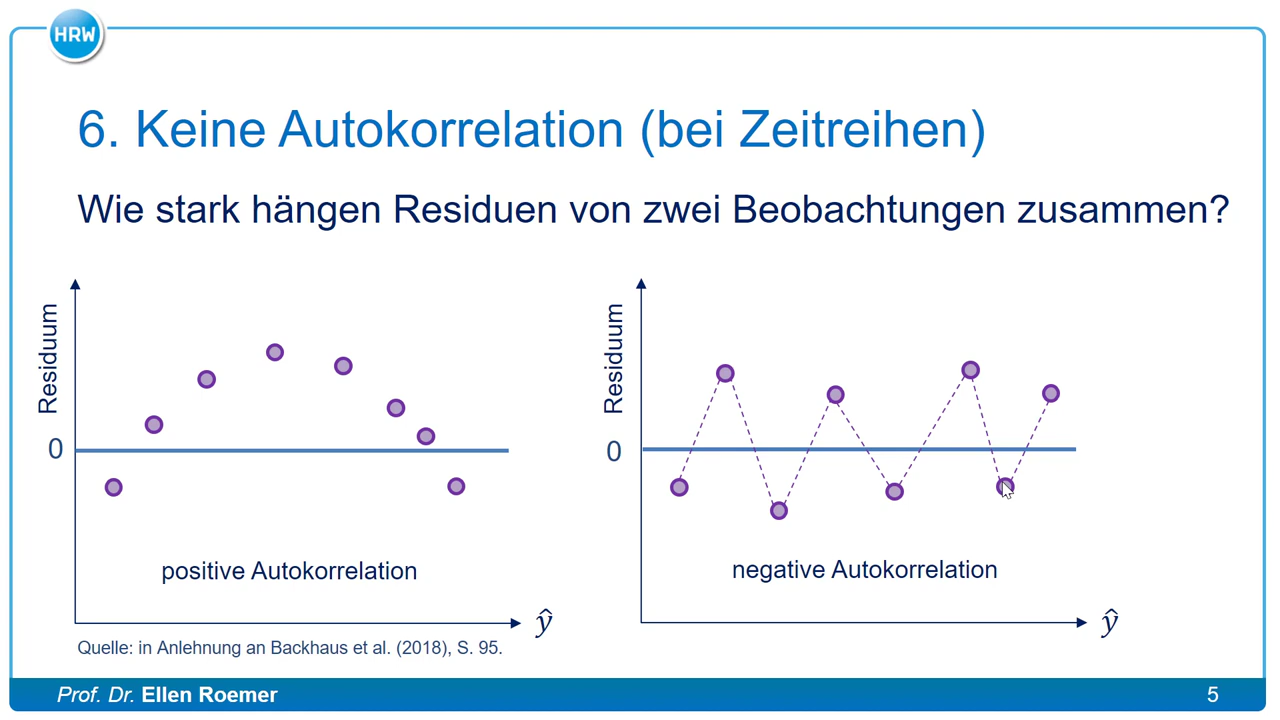 HRW
6. Keine Autokorrelation (bei Zeitreihen)
Wie stark hängen Residuen von zwei Beobachtungen zusammen?
Residuum
0
positive Autokorrelation
ŷ
Residuum
0
negative Autokorrelation
ŷ
Quelle: in Anlehnung an Backhaus et al. (2018), S. 95.
Prof. Dr. Ellen Roemer
5